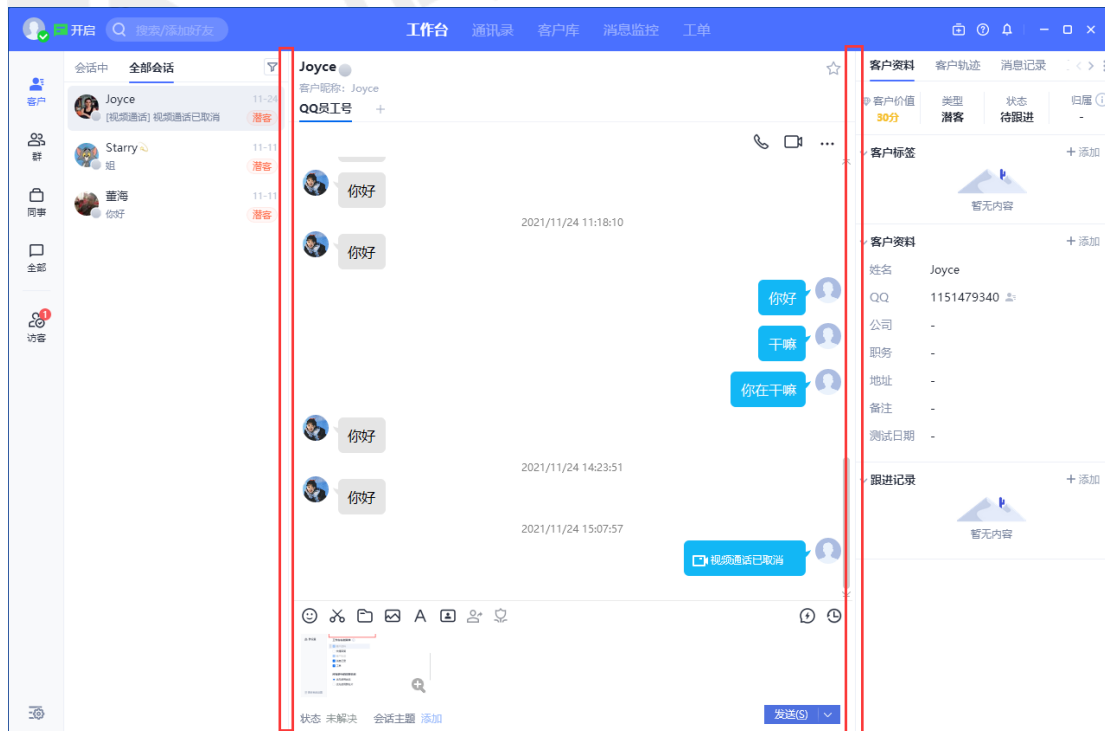 开启 搜索/添加好友 工作台 通讯录 客户库 消息监控 工单
客户
群
同事
全部
1
访客
会话中 全部会话
Joyce 11-24
[视频通话] 视频通话已取消 潜客
Starry 11-11
姐 潜客
董海 11-11
你好 潜客
Joyce
客户昵称: Joyce
QQ员工号 +
你好
2021/11/24 11:18:10
你好
你好
干嘛
你在干嘛
你好
2021/11/24 14:23:51
你好
2021/11/24 15:07:57
视频通话已取消
状态 未解决 会话主题 添加
发送(S)
客户资料 客户轨迹 消息记录
客户价值 类型 状态 归属
30分 潜客 待跟进 -
客户标签 + 添加
暂无内容
客户资料 + 添加
姓名 Joyce
QQ 1151479340
公司 -
职务 -
地址 -
备注 -
测试日期 -
跟进记录 + 添加
暂无内容